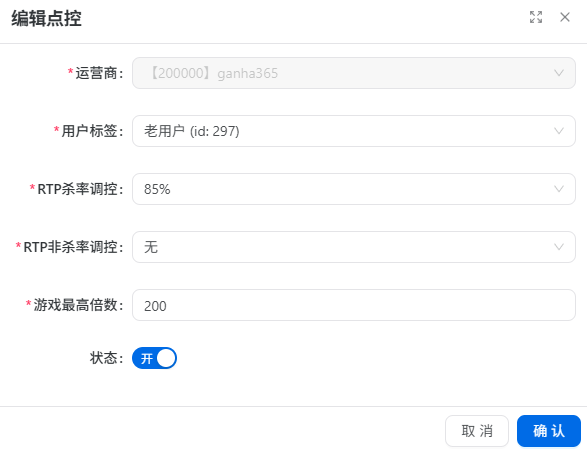 编辑点控
*运营商: 【200000】ganha365
*用户标签: 老用户 (id: 297)
*RTP杀率调控: 85%
*RTP非杀率调控: 无
*游戏最高倍数: 200
状态: 开
取 消 确 认